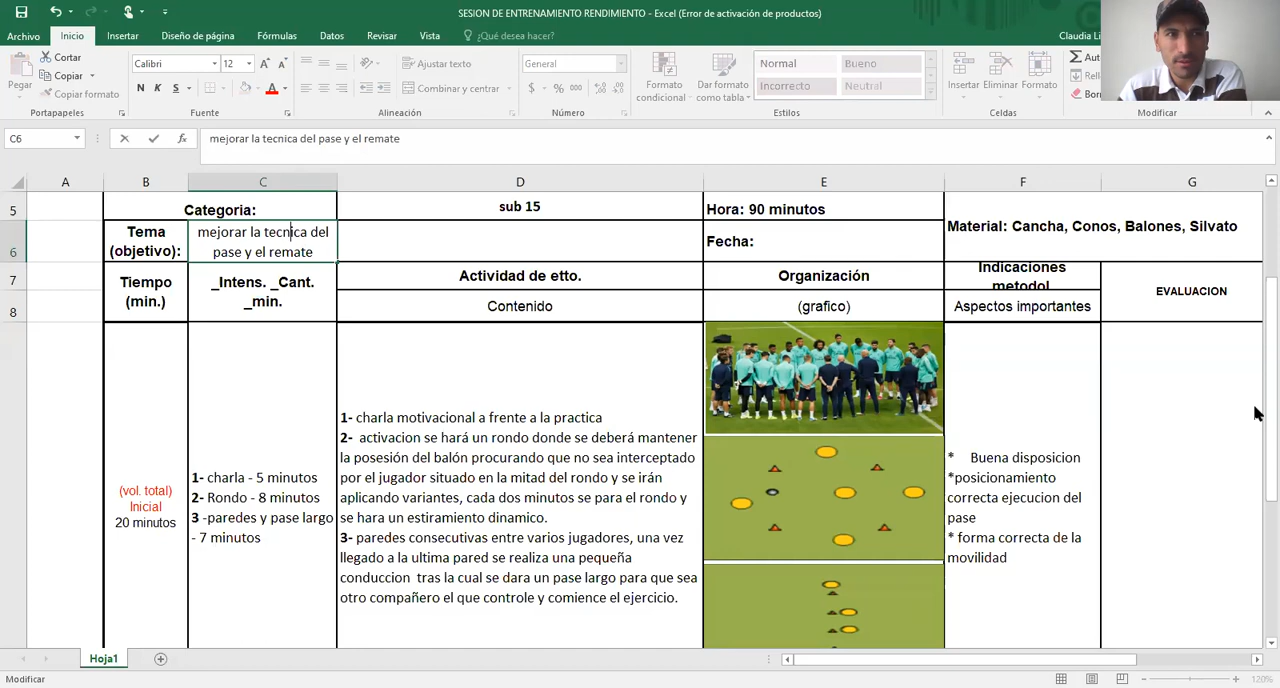 SESION DE ENTRENAMIENTO RENDIMIENTO - Excel (Error de activación de productos)
Archivo Inicio Insertar Diseño de página Fórmulas Datos Revisar Vista ¿Qué desea hacer? Claudia Li
Cortar
Copiar
Copiar formato
Pegar
Portapapeles
Calibri 12
N K S
Fuente
Ajustar texto
Combinar y centrar
Alineación
General
$ % 000
Número
Formato condicional
Dar formato como tabla
Normal Bueno
Incorrecto Neutral
Estilos
Insertar Eliminar Formato
Celdas
Aut
Rella
Borr
Modificar
C6 mejorar la tecnica del pase y el remate
A B C D E F G
5 Categoria: sub 15 Hora: 90 minutos
Material: Cancha, Conos, Balones, Silvato
6 Tema (objetivo): mejorar la tecnica del
pase y el remate
Fecha:
7 Tiempo (min.) _Intens. _Cant. _min. Actividad de etto. Organización Indicaciones metodol EVALUACION
8 Contenido (grafico) Aspectos importantes
(vol. total)
Inicial
20 minutos
1- charla - 5 minutos
2- Rondo - 8 minutos
3 -paredes y pase largo
- 7 minutos
1- charla motivacional a frente a la practica
2- activacion se hará un rondo donde se deberá mantener
la posesión del balón procurando que no sea interceptado
por el jugador situado en la mitad del rondo y se irán
aplicando variantes, cada dos minutos se para el rondo y
se hara un estiramiento dinamico.
3- paredes consecutivas entre varios jugadores, una vez
llegado a la ultima pared se realiza una pequeña
conduccion tras la cual se dara un pase largo para que sea
otro compañero el que controle y comience el ejercicio.
* Buena disposicion
*posicionamiento
correcta ejecucion del
pase
* forma correcta de la
movilidad
Hoja1
Modificar 120%